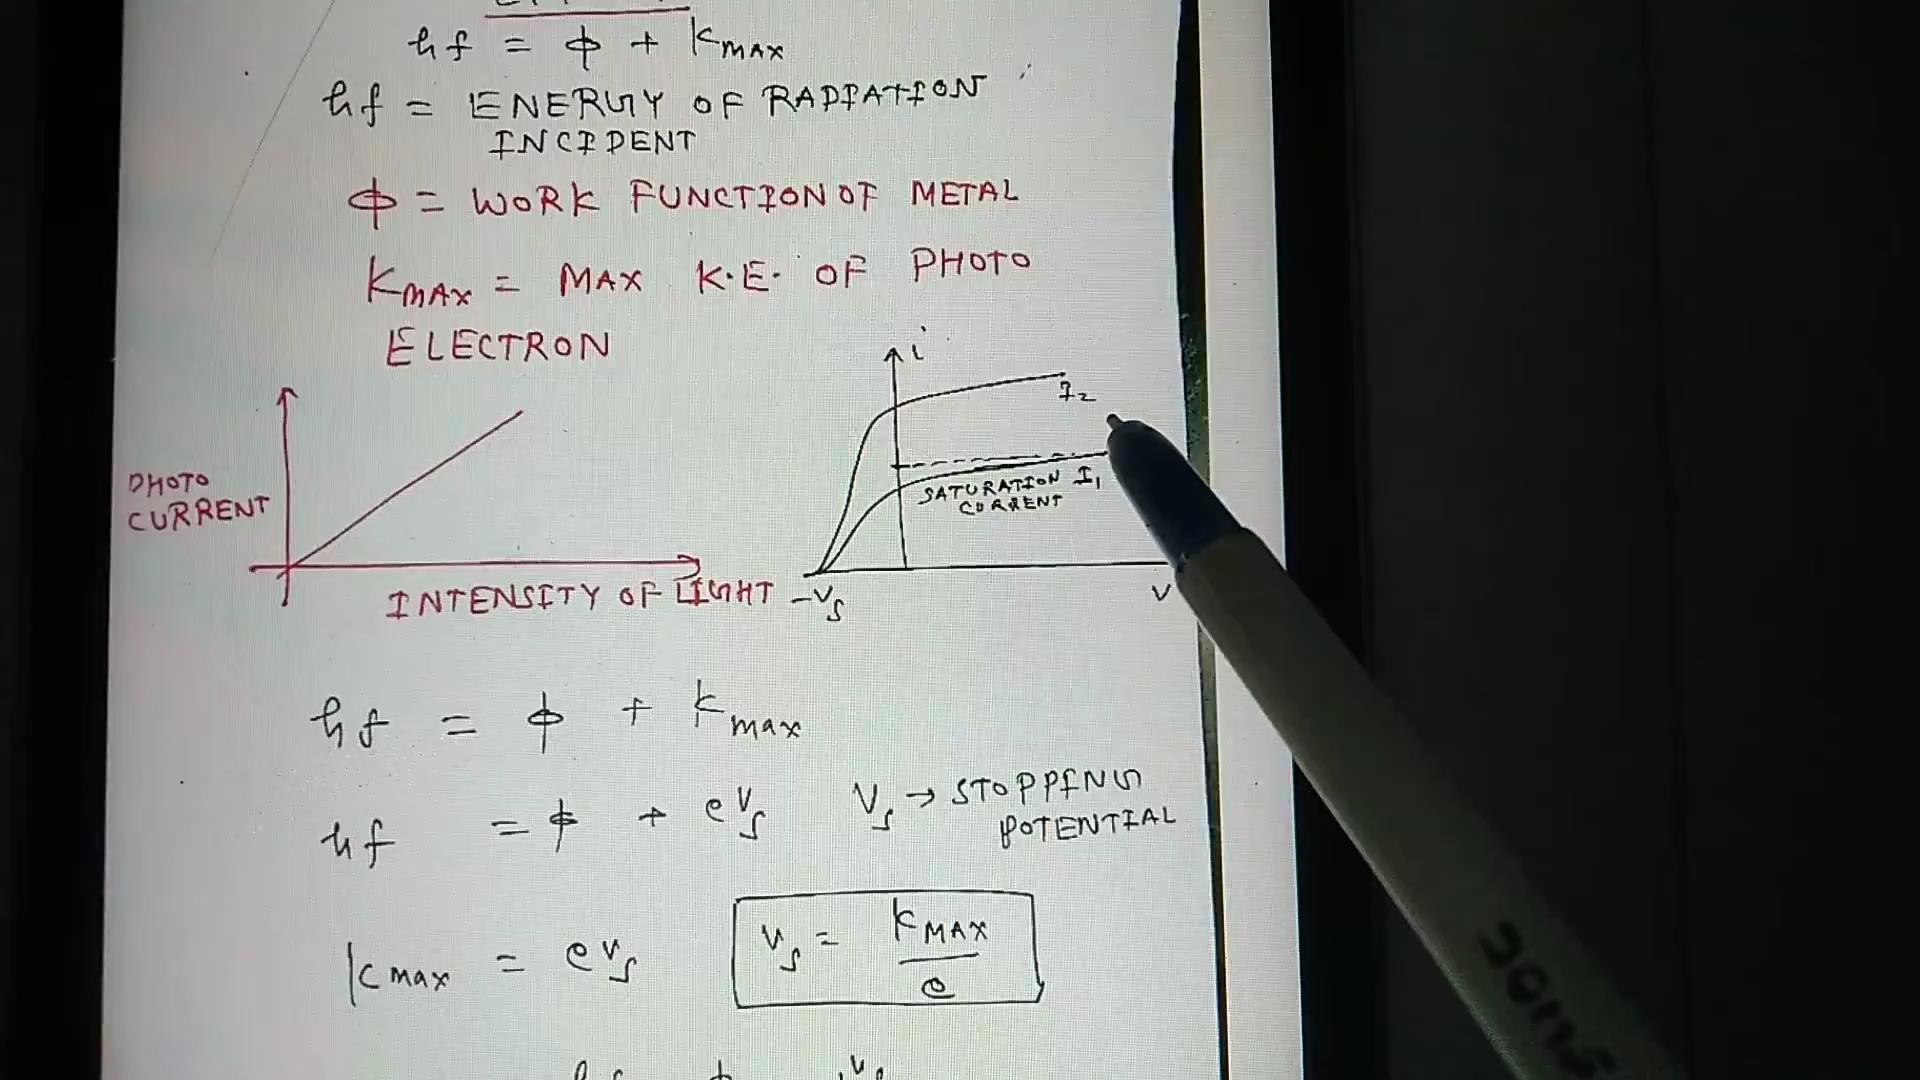 hf = ϕ + KMAX
hf = ENERGY OF RADIATION
INCIDENT
ϕ = WORK FUNCTION OF METAL
KMAX = MAX K.E. OF PHOTO
ELECTRON
i
I2
PHOTO
CURRENT
SATURATION I1
CURRENT
INTENSITY OF LIGHT
-Vs
V
hf = ϕ + Kmax
hf = ϕ + eVs
Vs → STOPPING
POTENTIAL
Kmax = eVs
Vs = KMAX / e